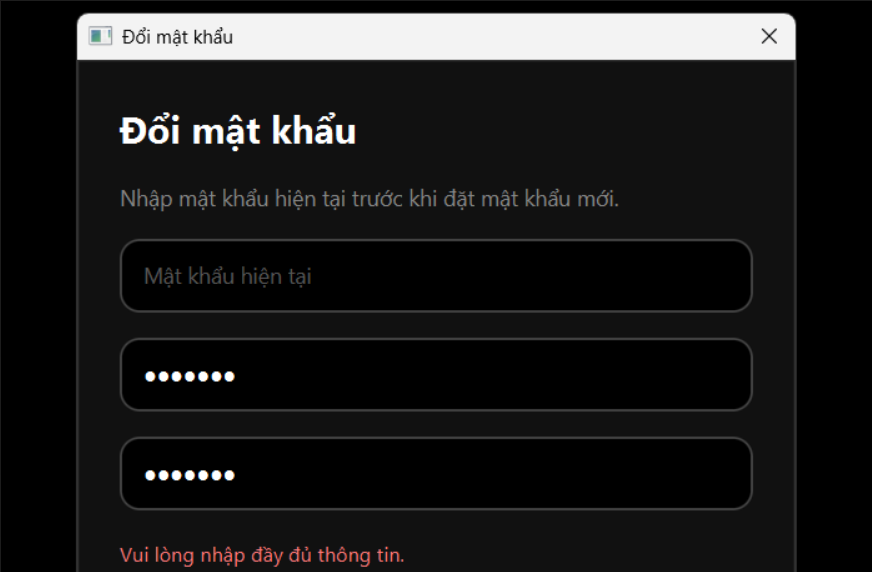 Đổi mật khẩu
Đổi mật khẩu
Nhập mật khẩu hiện tại trước khi đặt mật khẩu mới.
Mật khẩu hiện tại
•••••••
•••••••
Vui lòng nhập đầy đủ thông tin.